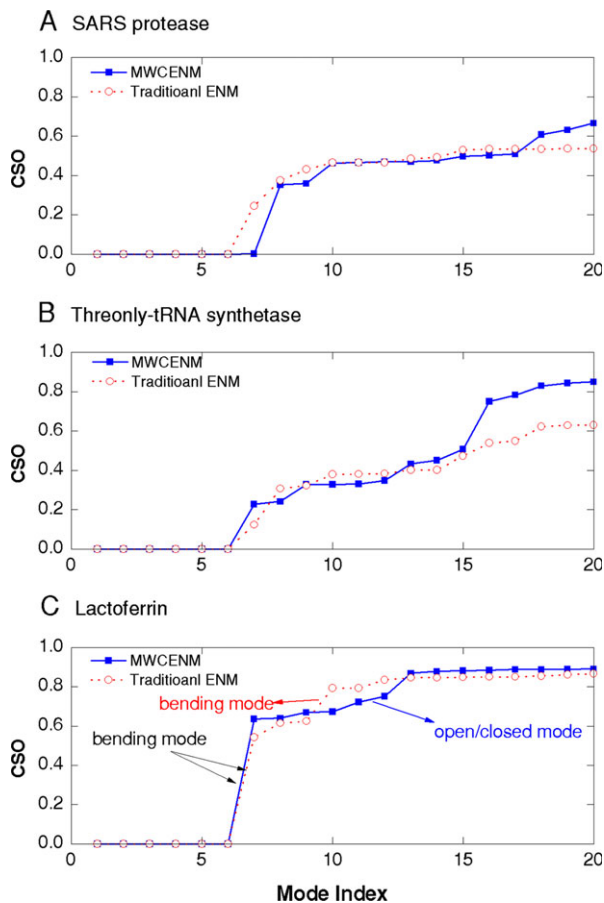 A SARS protease
1.0
MWCENM
0.8
Traditioanl ENM
0.6
CSO
0.4
0.2
0.0
0 5 10 15 20
B Threonly-tRNA synthetase
1.0
MWCENM
0.8
Traditioanl ENM
0.6
CSO
0.4
0.2
0.0
0 5 10 15 20
C Lactoferrin
1.0
MWCENM
0.8
Traditioanl ENM
bending mode
0.6
open/closed mode
bending mode
CSO
0.4
0.2
0.0
0 5 10 15 20
Mode Index